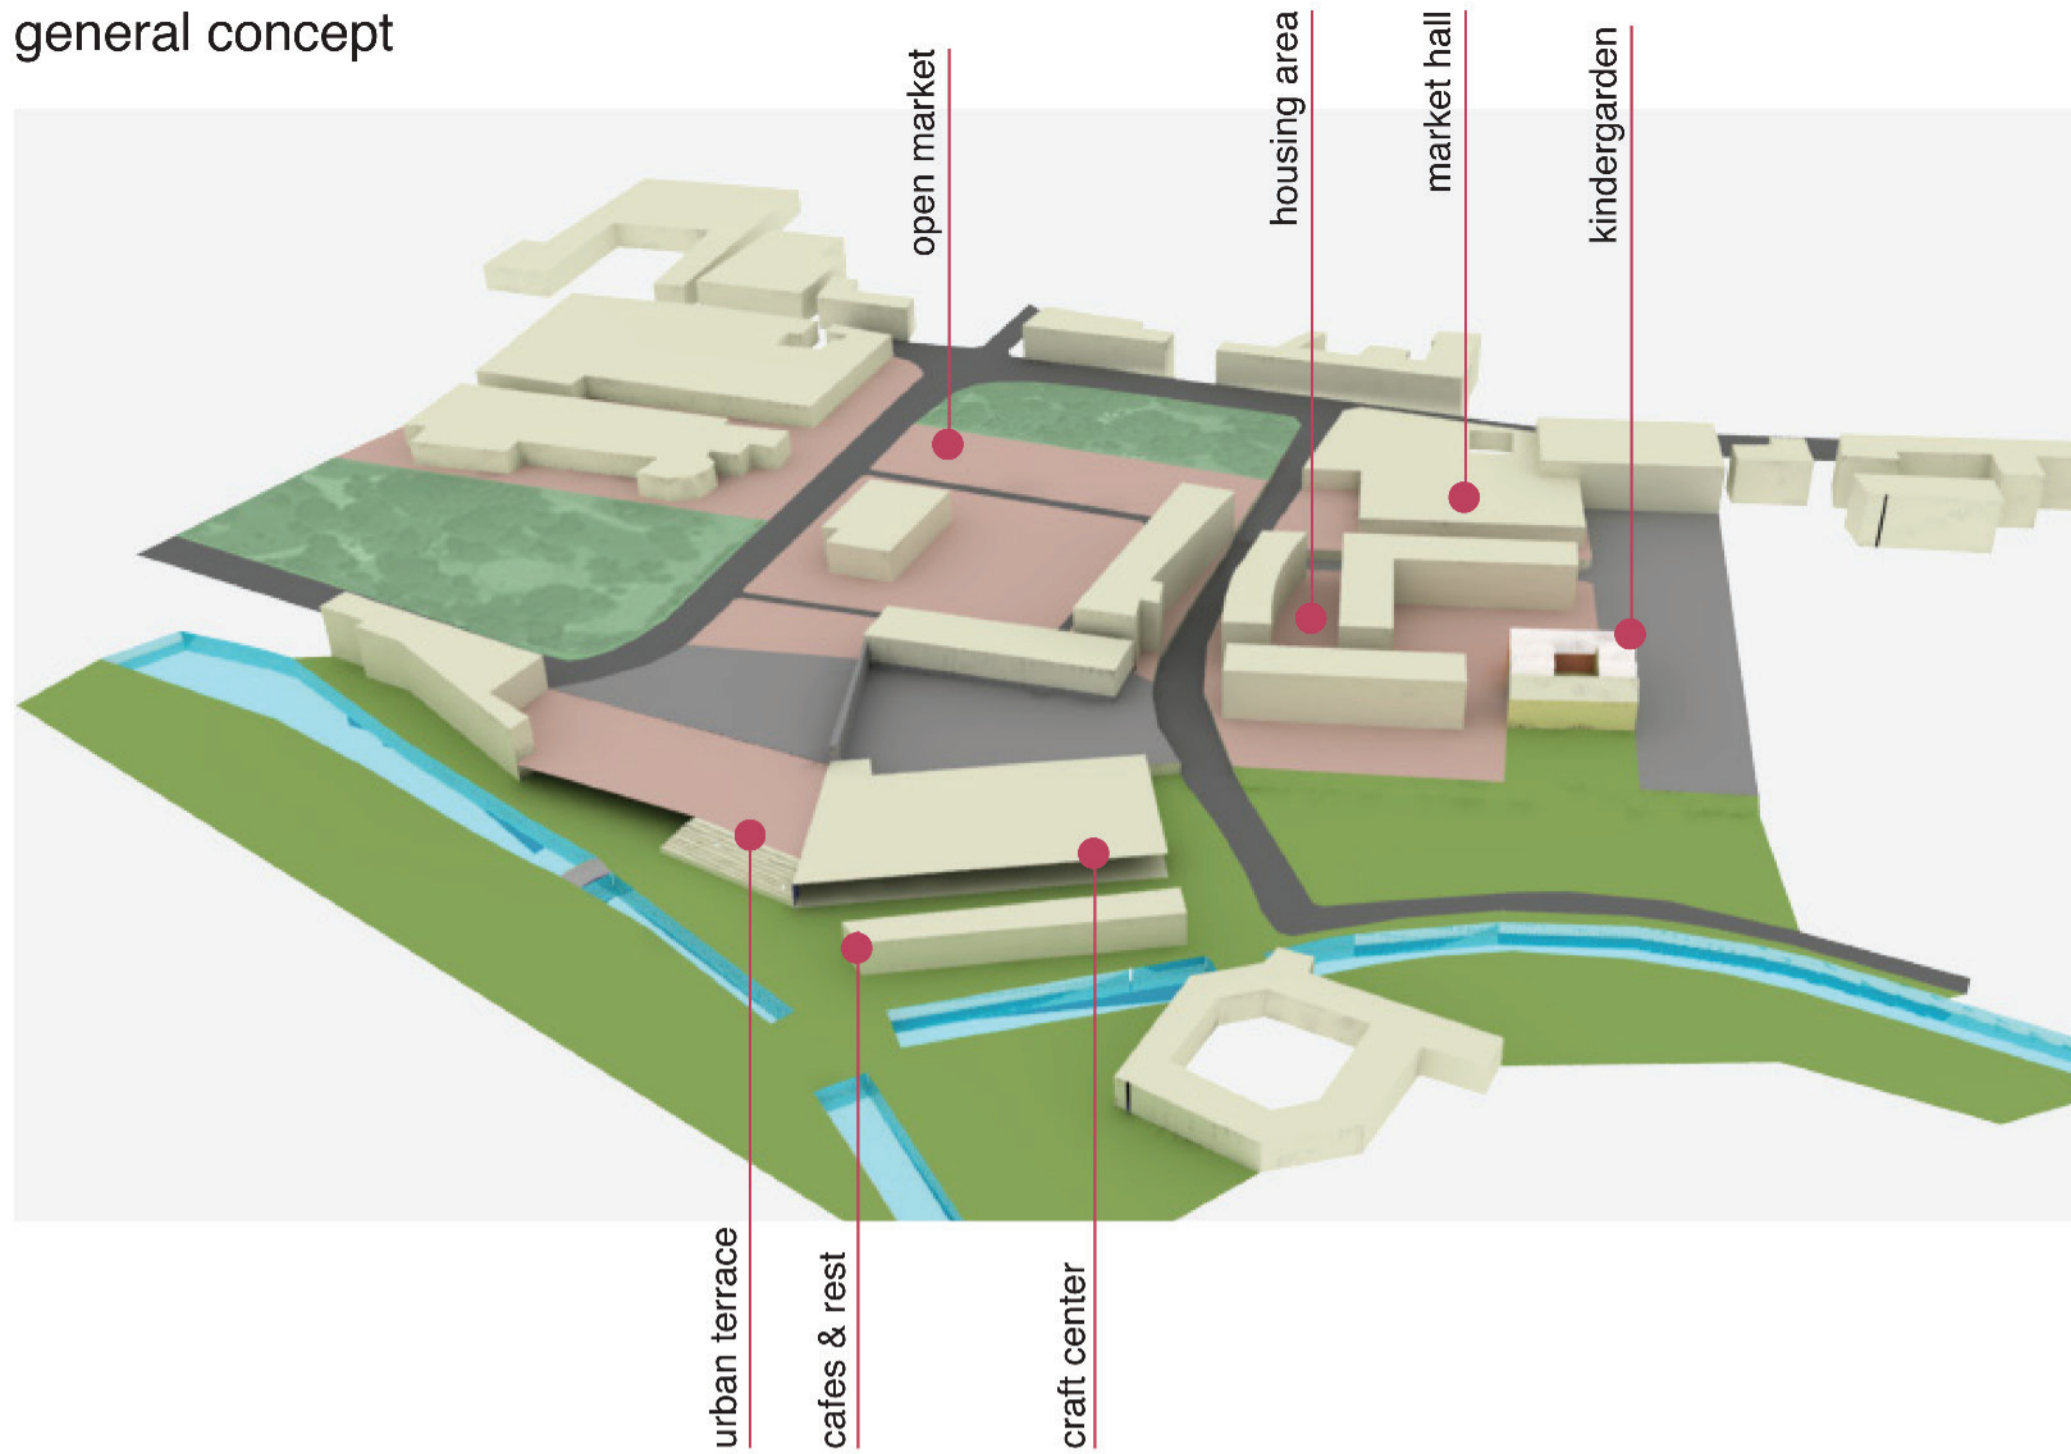 general concept
open market
housing area
market hall
kindergarden
urban terrace
cafes & rest
craft center